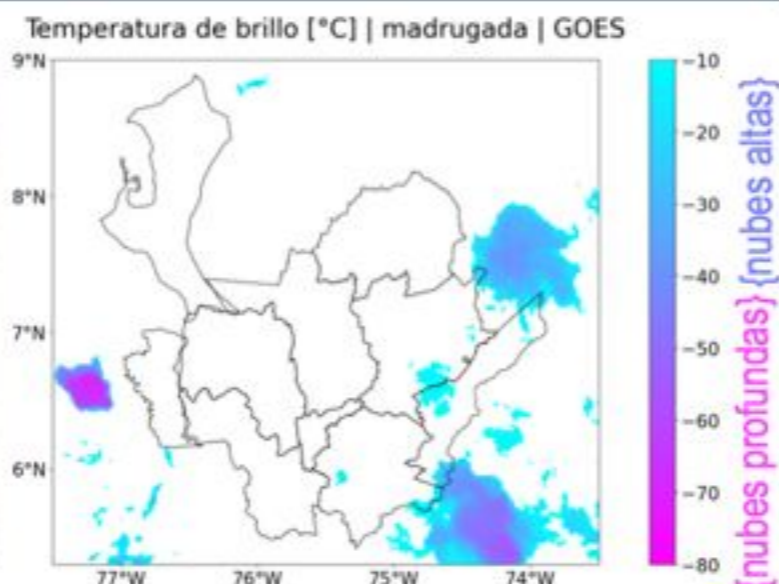 Temperatura de brillo [°C] | madrugada | GOES
9°N
8°N
7°N
6°N
77°W
76°W
75°W
74°W
−10
−20
−30
−40
−50
−60
−70
−80
{nubes profundas} {nubes altas}